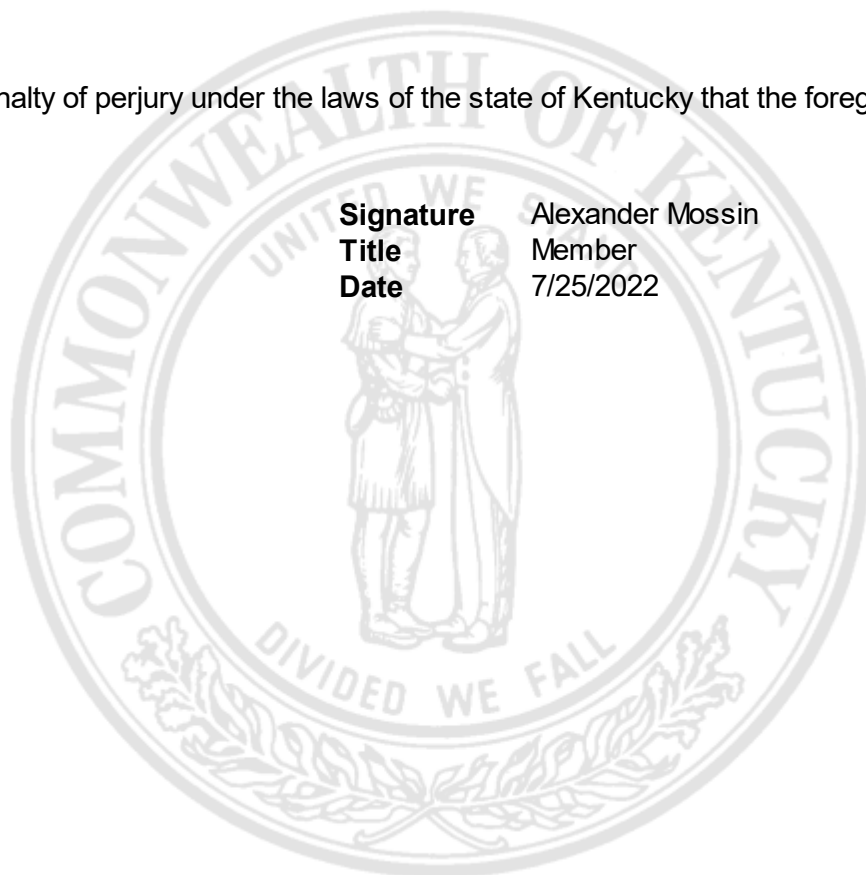 nalty of perjury under the laws of the state of Kentucky that the foreg
COMMONWEALTH OF KENTUCKY
UNITED WE STAND
Signature Alexander Mossin
Title Member
Date 7/25/2022
DIVIDED WE FALL